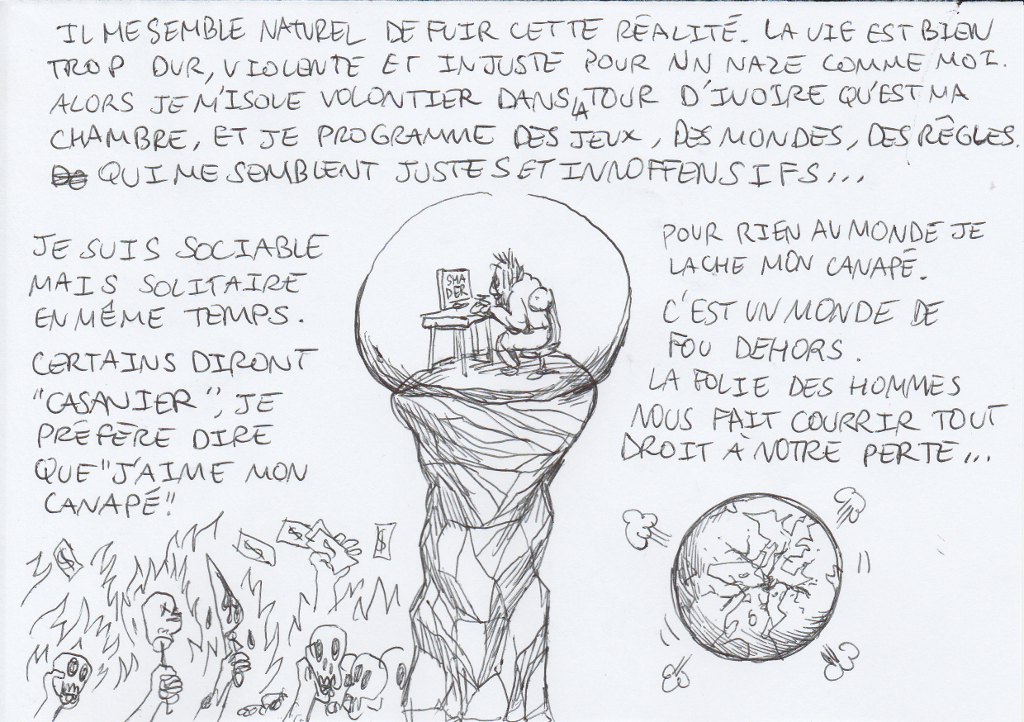 IL ME SEMBLE NATUREL DE FUIR CETTE RÉALITÉ. LA VIE EST BIEN
TROP DUR, VIOLENTE ET INJUSTE POUR UN NAZE COMME MOI.
ALORS JE M'ISOLE VOLONTIER DANS LA TOUR D'IVOIRE QU'EST MA
CHAMBRE, ET JE PROGRAMME DES JEUX, DES MONDES, DES RÊGLES.
QUI ME SEMBLENT JUSTES ET INNOFFENSIFS...
JE SUIS SOCIABLE
MAIS SOLITAIRE
EN MÊME TEMPS.
CERTAINS DIRONT
"CASANIER", JE
PRÉFÈRE DIRE
QUE "J'AIME MON
CANAPÉ".
SHA
DER
POUR RIEN AU MONDE JE
LACHE MON CANAPÉ.
C'EST UN MONDE DE
FOU DEHORS.
LA FOLIE DES HOMMES
NOUS FAIT COURRIR TOUT
DROIT À NOTRE PERTE...
$
$
$
$